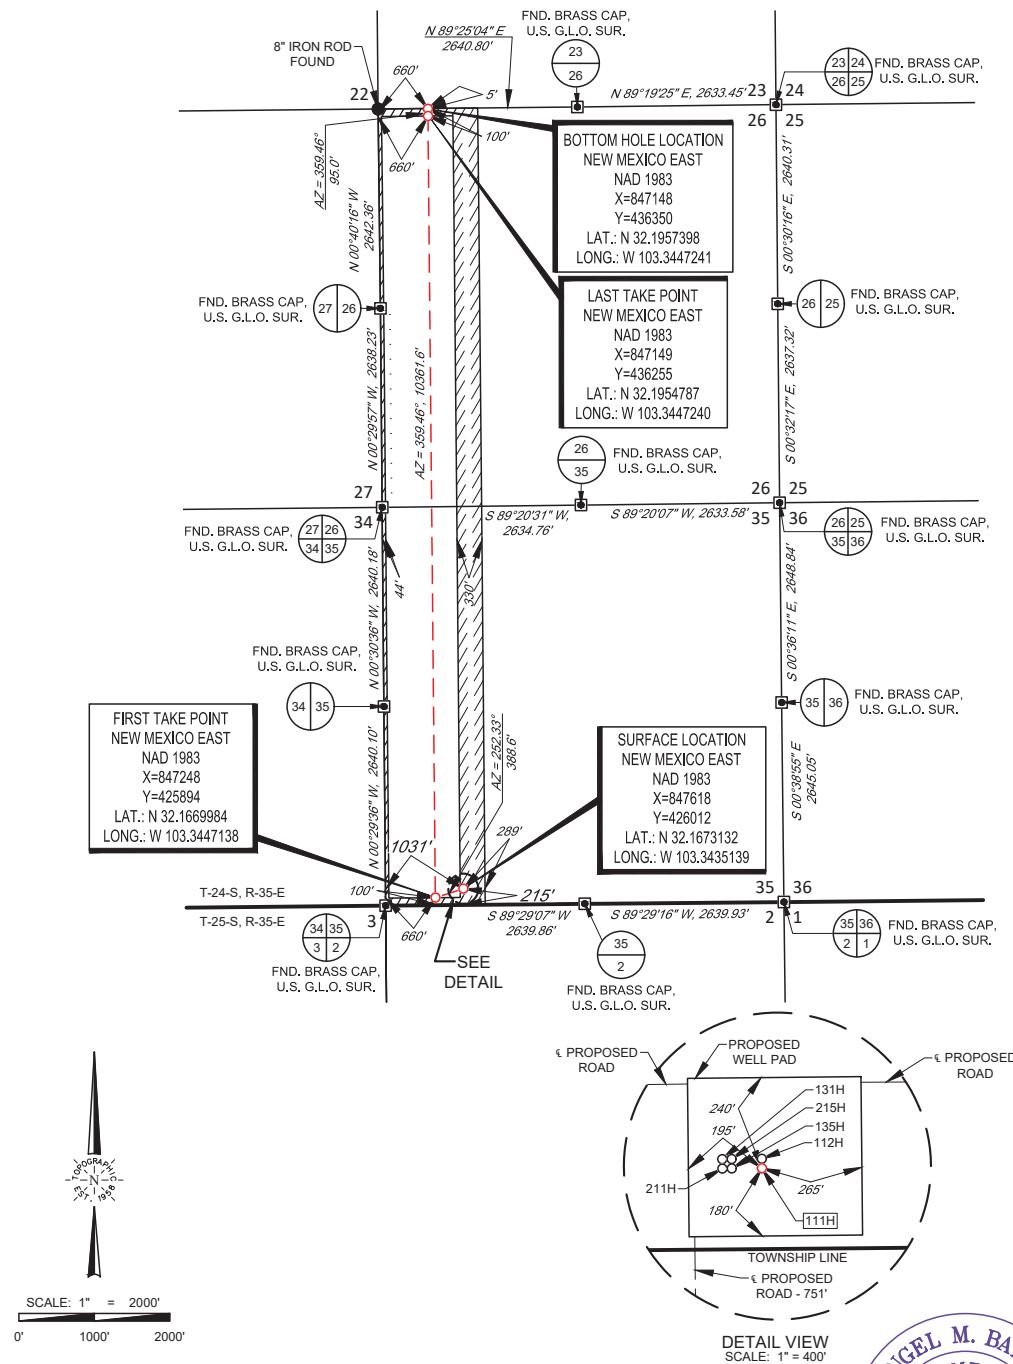 FND. BRASS CAP,
U.S. G.L.O. SUR.
23
26
N 89°25'04" E
2640.80'
8" IRON ROD
FOUND
660'
22
5'
N 89°19'25" E, 2633.45'
23 24
26 25
23 24
26 25
FND. BRASS CAP,
U.S. G.L.O. SUR.
100'
660'
AZ = 359.46°
95.0'
BOTTOM HOLE LOCATION
NEW MEXICO EAST
NAD 1983
X=847148
Y=436350
LAT.: N 32.1957398
LONG.: W 103.3447241
N 00°40'16" W
2642.36'
S 00°30'16" E, 2640.31'
LAST TAKE POINT
NEW MEXICO EAST
NAD 1983
X=847149
Y=436255
LAT.: N 32.1954787
LONG.: W 103.3447240
FND. BRASS CAP,
U.S. G.L.O. SUR.
27 26
26 25
FND. BRASS CAP,
U.S. G.L.O. SUR.
N 00°29'57" W, 2638.23'
AZ = 359.46°, 10361.6'
S 00°32'17" E, 2637.32'
26
35
FND. BRASS CAP,
U.S. G.L.O. SUR.
27
34
26 25
35 36
S 89°20'31" W,
2634.76'
S 89°20'07" W, 2633.58'
FND. BRASS CAP,
U.S. G.L.O. SUR.
27 26
34 35
26 25
35 36
FND. BRASS CAP,
U.S. G.L.O. SUR.
N 00°30'36" W, 2640.18'
44'
330'
S 00°36'11" E, 2648.84'
FND. BRASS CAP,
U.S. G.L.O. SUR.
34 35
35 36
FND. BRASS CAP,
U.S. G.L.O. SUR.
FIRST TAKE POINT
NEW MEXICO EAST
NAD 1983
X=847248
Y=425894
LAT.: N 32.1669984
LONG.: W 103.3447138
N 00°29'36" W, 2640.10'
AZ = 252.33°
388.6'
SURFACE LOCATION
NEW MEXICO EAST
NAD 1983
X=847618
Y=426012
LAT.: N 32.1673132
LONG.: W 103.3435139
S 00°38'55" E
2645.05'
1031'
289'
T-24-S, R-35-E
T-25-S, R-35-E
100'
215'
660'
3
35 36
2 1
S 89°29'07" W
2639.86'
S 89°29'16" W, 2639.93'
34 35
3 2
FND. BRASS CAP,
U.S. G.L.O. SUR.
SEE
DETAIL
35
2
FND. BRASS CAP,
U.S. G.L.O. SUR.
35 36
2 1
FND. BRASS CAP,
U.S. G.L.O. SUR.
℄ PROPOSED
ROAD
PROPOSED
WELL PAD
℄ PROPOSED
ROAD
240'
195'
131H
215H
135H
112H
211H
265'
180'
111H
TOWNSHIP LINE
℄ PROPOSED
ROAD - 751'
DETAIL VIEW
SCALE: 1" = 400'
TOPOGRAPHIC
N
EST. 1958
SCALE: 1" = 2000'
0' 1000' 2000'